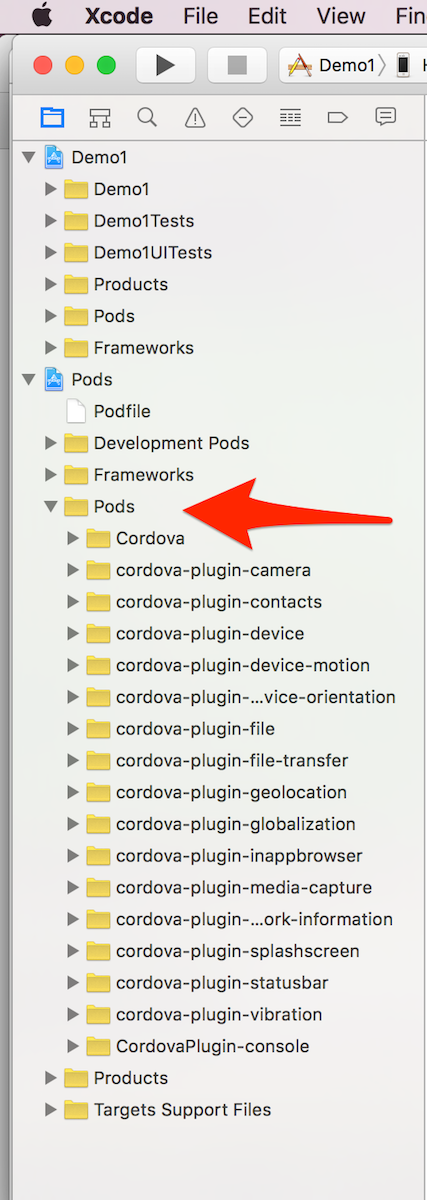 Xcode File Edit View Fin
Demo1
Demo1
Demo1
Demo1Tests
Demo1UITests
Products
Pods
Frameworks
Pods
Podfile
Development Pods
Frameworks
Pods
Cordova
cordova-plugin-camera
cordova-plugin-contacts
cordova-plugin-device
cordova-plugin-device-motion
cordova-plugin-...vice-orientation
cordova-plugin-file
cordova-plugin-file-transfer
cordova-plugin-geolocation
cordova-plugin-globalization
cordova-plugin-inappbrowser
cordova-plugin-media-capture
cordova-plugin-...ork-information
cordova-plugin-splashscreen
cordova-plugin-statusbar
cordova-plugin-vibration
CordovaPlugin-console
Products
Targets Support Files